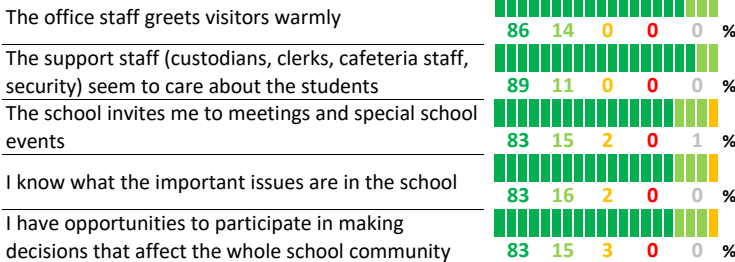 The office staff greets visitors warmly
86 14 0 0 0 %
The support staff (custodians, clerks, cafeteria staff,
security) seem to care about the students
89 11 0 0 0 %
The school invites me to meetings and special school
events
83 15 2 0 1 %
I know what the important issues are in the school
83 16 2 0 0 %
I have opportunities to participate in making
decisions that affect the whole school community
83 15 3 0 0 %